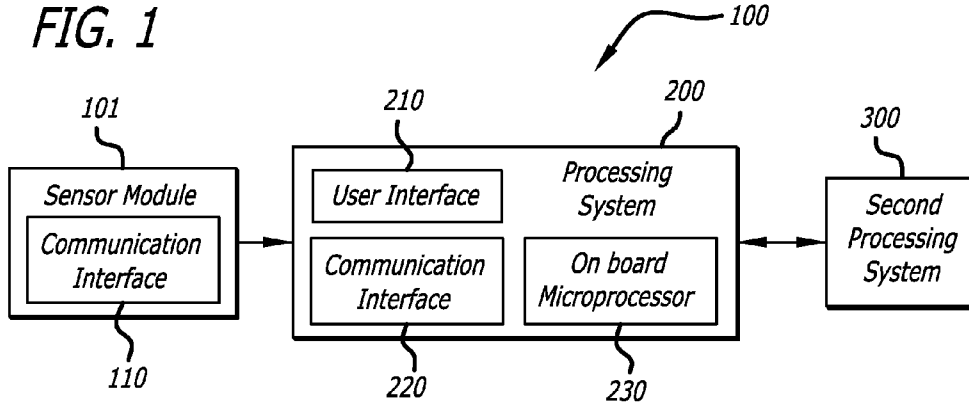 FIG. 1
100
101
210
200
300
Sensor Module
Communication
Interface
User Interface
Processing
System
Communication
Interface
On board
Microprocessor
Second
Processing
System
110
220
230